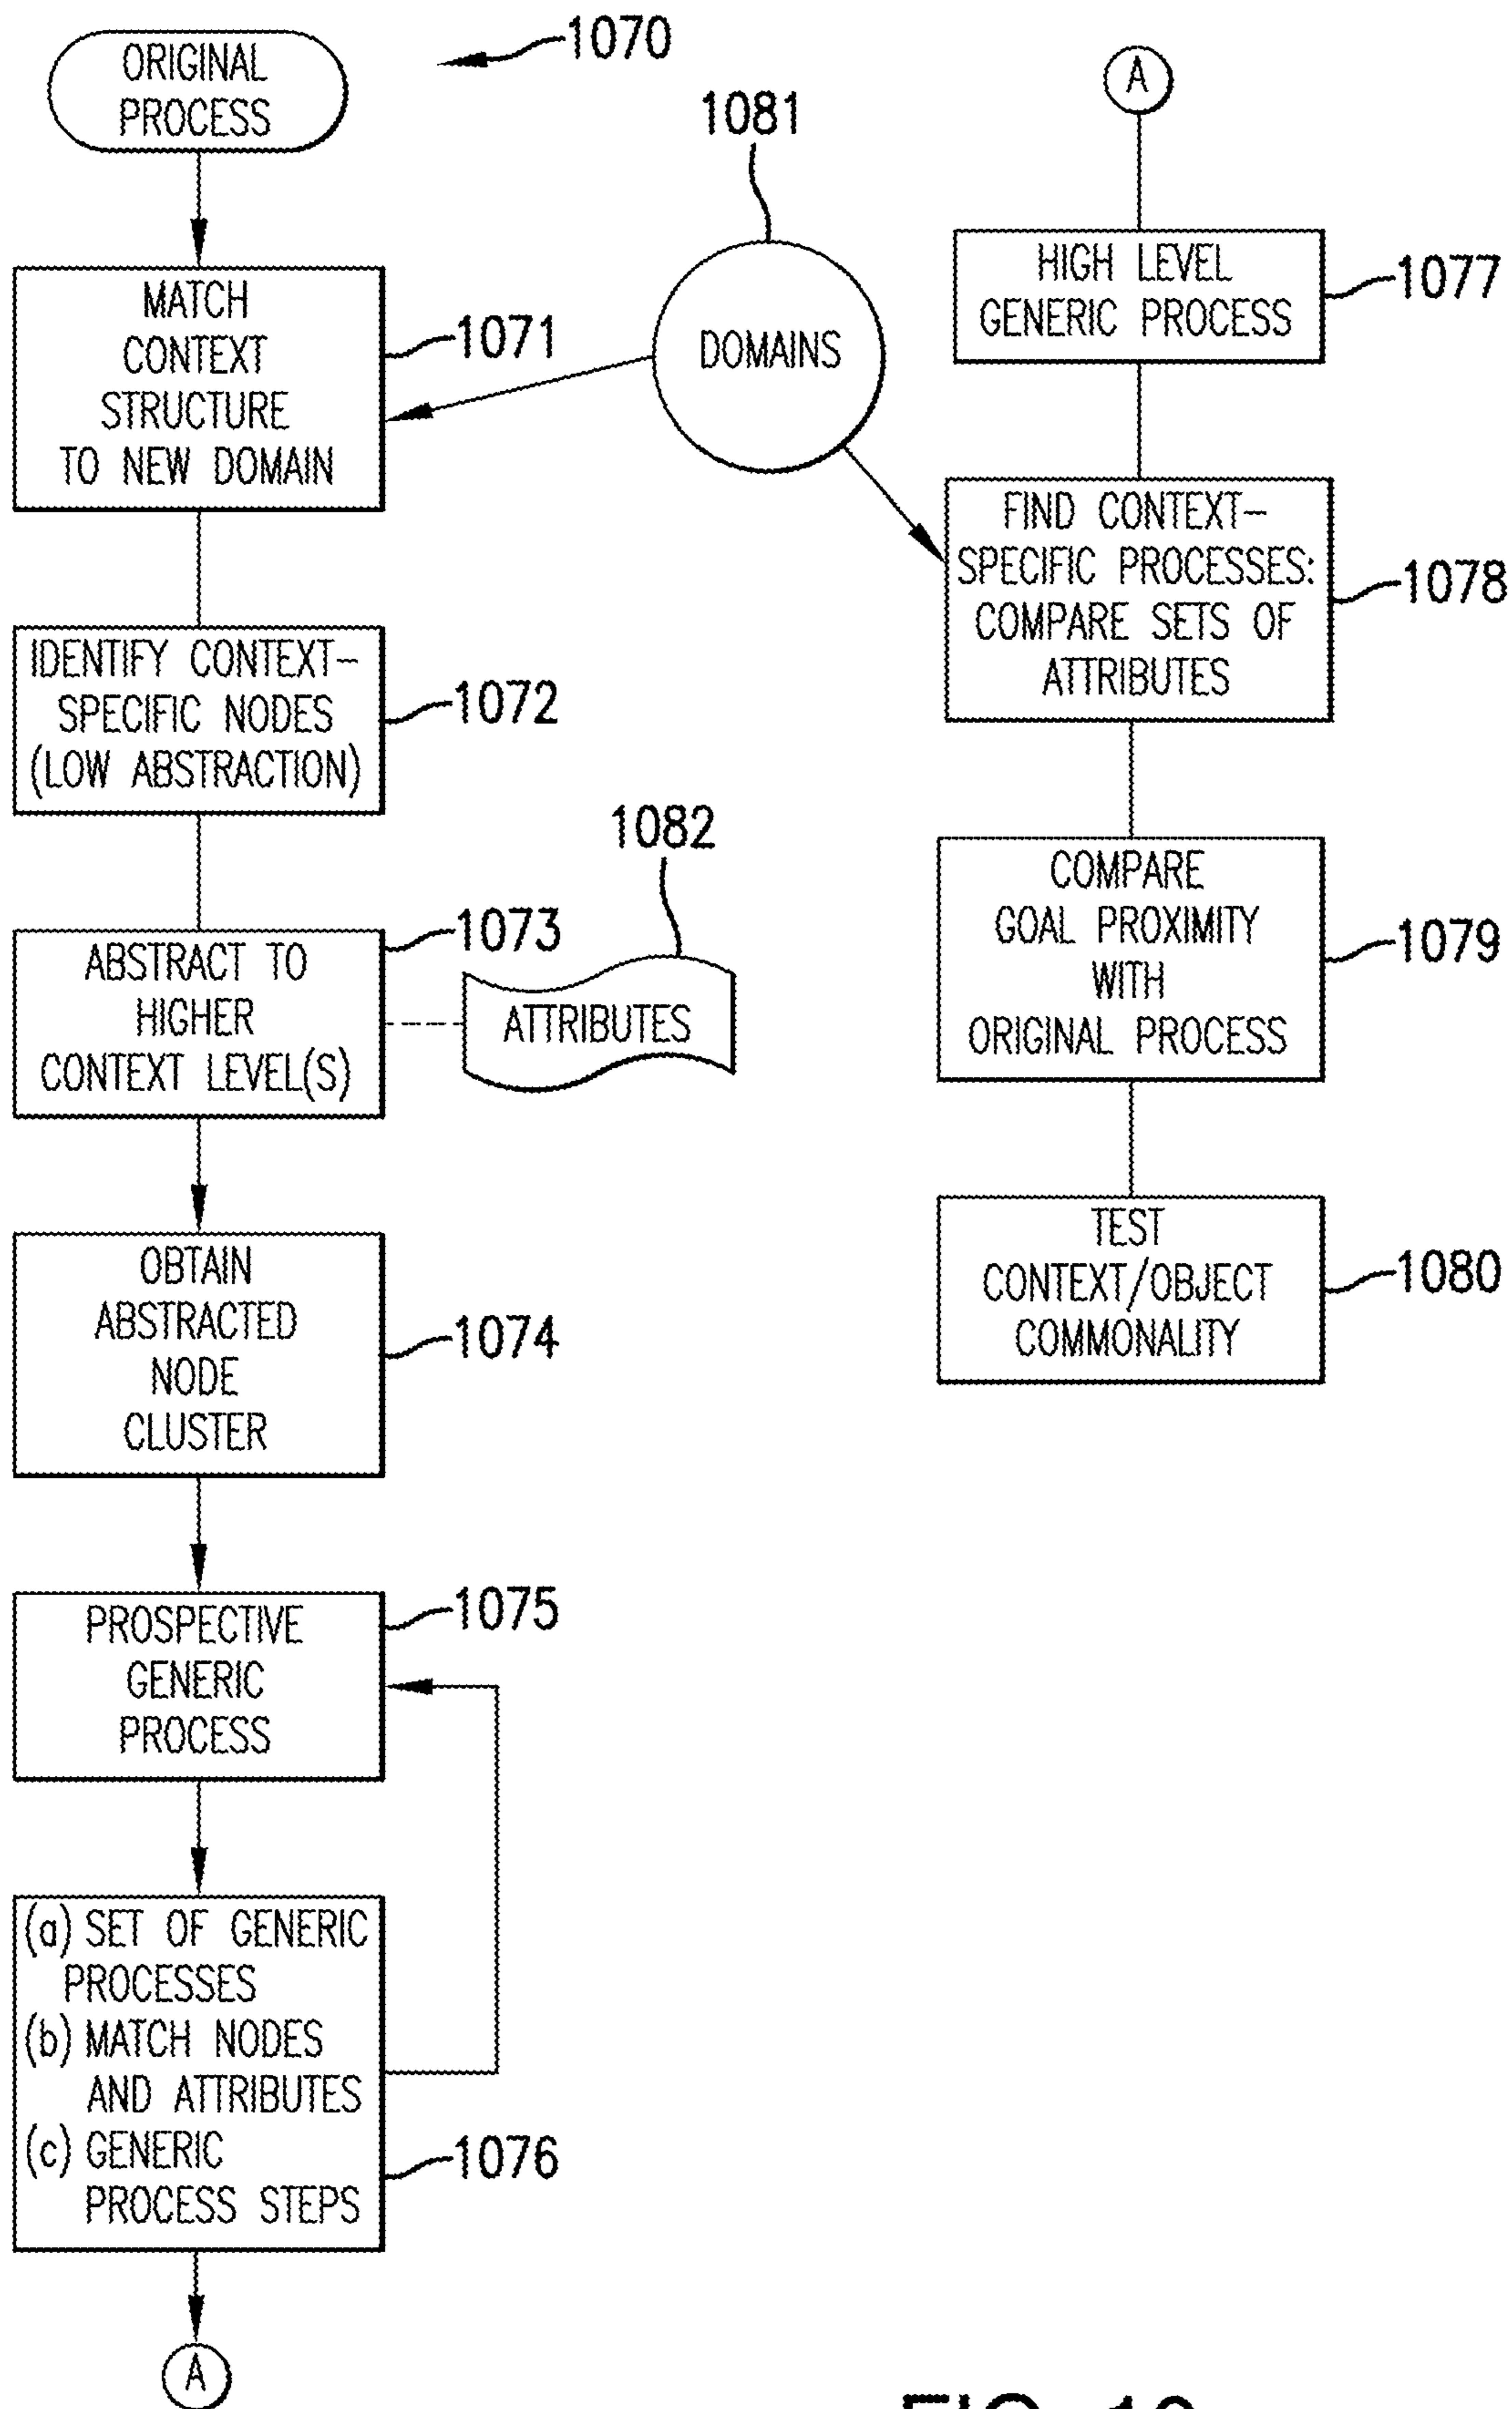 ORIGINAL
PROCESS
1070
MATCH
CONTEXT
STRUCTURE
TO NEW DOMAIN
1071
IDENTIFY CONTEXT-
SPECIFIC NODES
(LOW ABSTRACTION)
1072
ABSTRACT TO
HIGHER
CONTEXT LEVEL(S)
1073
1082
ATTRIBUTES
OBTAIN
ABSTRACTED
NODE
CLUSTER
1074
PROSPECTIVE
GENERIC
PROCESS
1075
(a) SET OF GENERIC
PROCESSES
(b) MATCH NODES
AND ATTRIBUTES
(c) GENERIC
PROCESS STEPS
1076
A
1081
DOMAINS
A
HIGH LEVEL
GENERIC PROCESS
1077
FIND CONTEXT-
SPECIFIC PROCESSES:
COMPARE SETS OF
ATTRIBUTES
1078
COMPARE
GOAL PROXIMITY
WITH
ORIGINAL PROCESS
1079
TEST
CONTEXT/OBJECT
COMMONALITY
1080